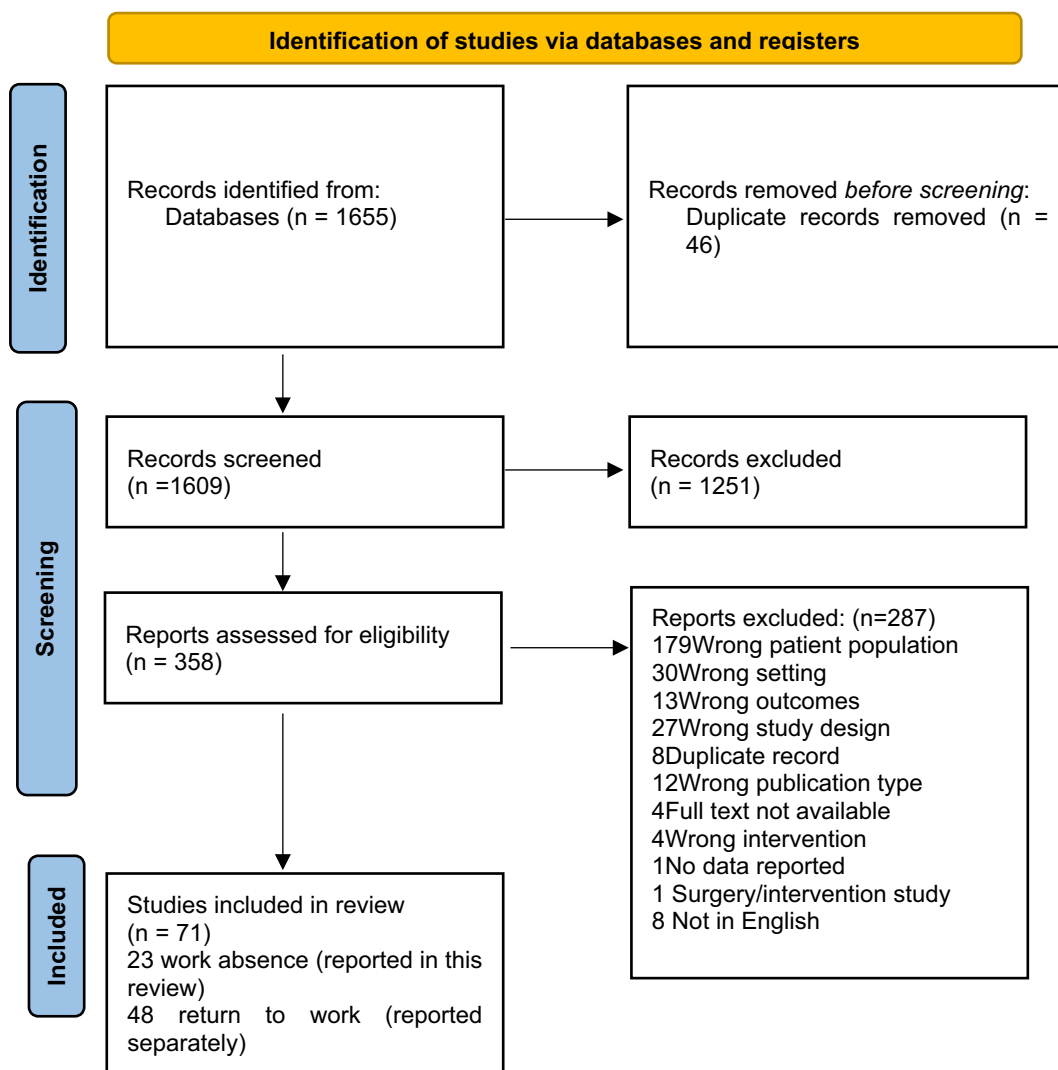 Identification of studies via databases and registers
Identification
Records identified from:
Databases (n = 1655)
Records removed before screening:
Duplicate records removed (n =
46)
Screening
Records screened
(n =1609)
Records excluded
(n = 1251)
Reports assessed for eligibility
(n = 358)
Reports excluded: (n=287)
179Wrong patient population
30Wrong setting
13Wrong outcomes
27Wrong study design
8Duplicate record
12Wrong publication type
4Full text not available
4Wrong intervention
1No data reported
1 Surgery/intervention study
8 Not in English
Included
Studies included in review
(n = 71)
23 work absence (reported in this
review)
48 return to work (reported
separately)